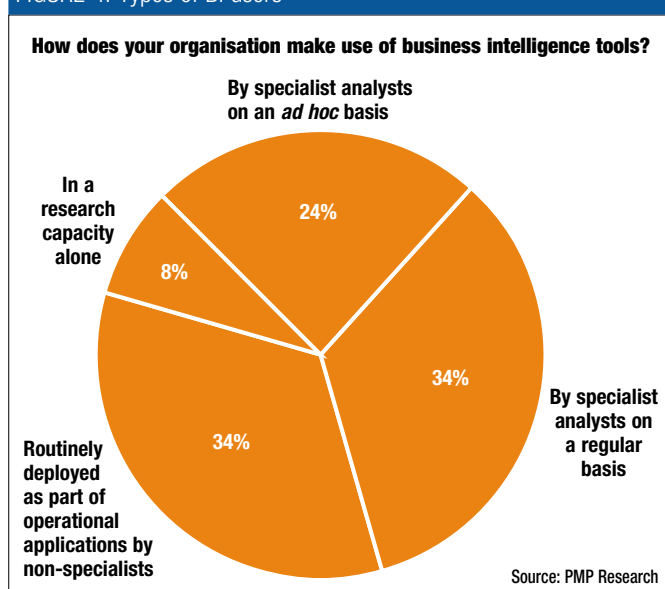 How does your organisation make use of business intelligence tools?
By specialist analysts
on an ad hoc basis
In a
research
capacity
alone
24%
8%
34%
By specialist
analysts on
a regular
basis
34%
Routinely
deployed
as part of
operational
applications by
non-specialists
Source: PMP Research